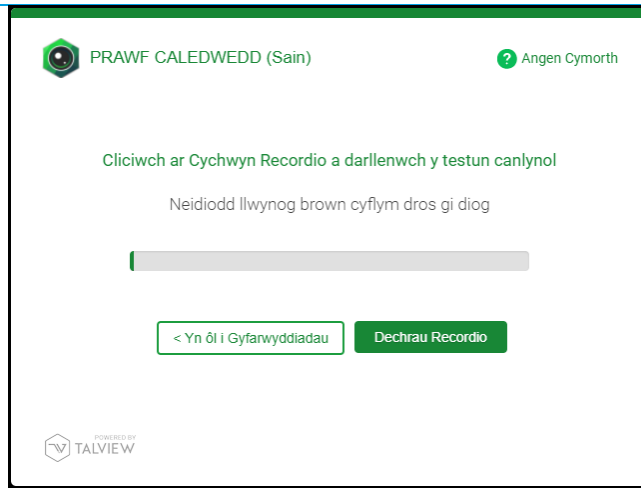 PRAWF CALEDWEDD (Sain)
? Angen Cymorth
Cliciwch ar Cychwyn Recordio a darllenwch y testun canlynol
Neidiodd llwynog brown cyflym dros gi diog
< Yn ôl i Gyfarwyddiadau
Dechrau Recordio
POWERED BY
TALVIEW